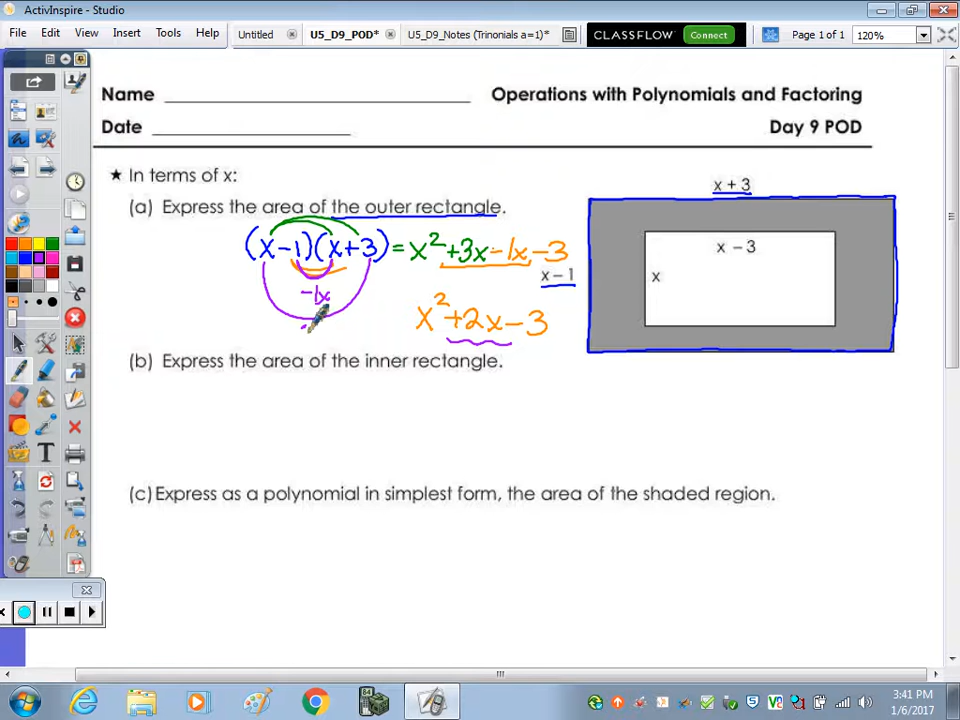 ActivInspire - Studio
File Edit View Insert Tools Help
Untitled U5_D9_POD* U5_D9_Notes (Trinonials a=1)* CLASSFLOW Connect Page 1 of 1 120%
Name Operations with Polynomials and Factoring
Date Day 9 POD
★ In terms of x:
x + 3
(a) Express the area of the outer rectangle.
(x-1)(x+3) = x² +3x -1x -3
x − 3
x − 1
x
-1x
x² +2x -3
(b) Express the area of the inner rectangle.
(c) Express as a polynomial in simplest form, the area of the shaded region.
3:41 PM
1/6/2017